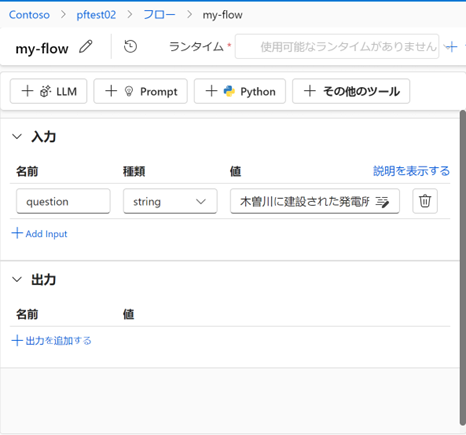 Contoso > pftest02 > フロー > my-flow
my-flow ランタイム * 使用可能なランタイムがありません
LLM Prompt Python その他のツール
入力
名前 種類 値 説明を表示する
question string 木曽川に建設された発電所
Add Input
出力
名前 値
出力を追加する